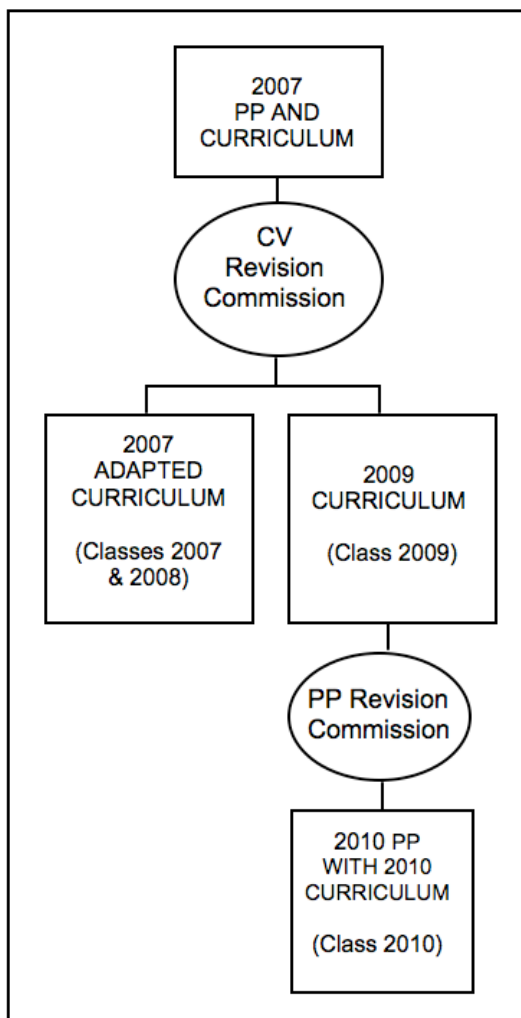 2007
PP AND
CURRICULUM
CV
Revision
Commission
2007
ADAPTED
CURRICULUM
(Classes 2007
& 2008)
2009
CURRICULUM
(Class 2009)
PP Revision
Commission
2010 PP
WITH 2010
CURRICULUM
(Class 2010)